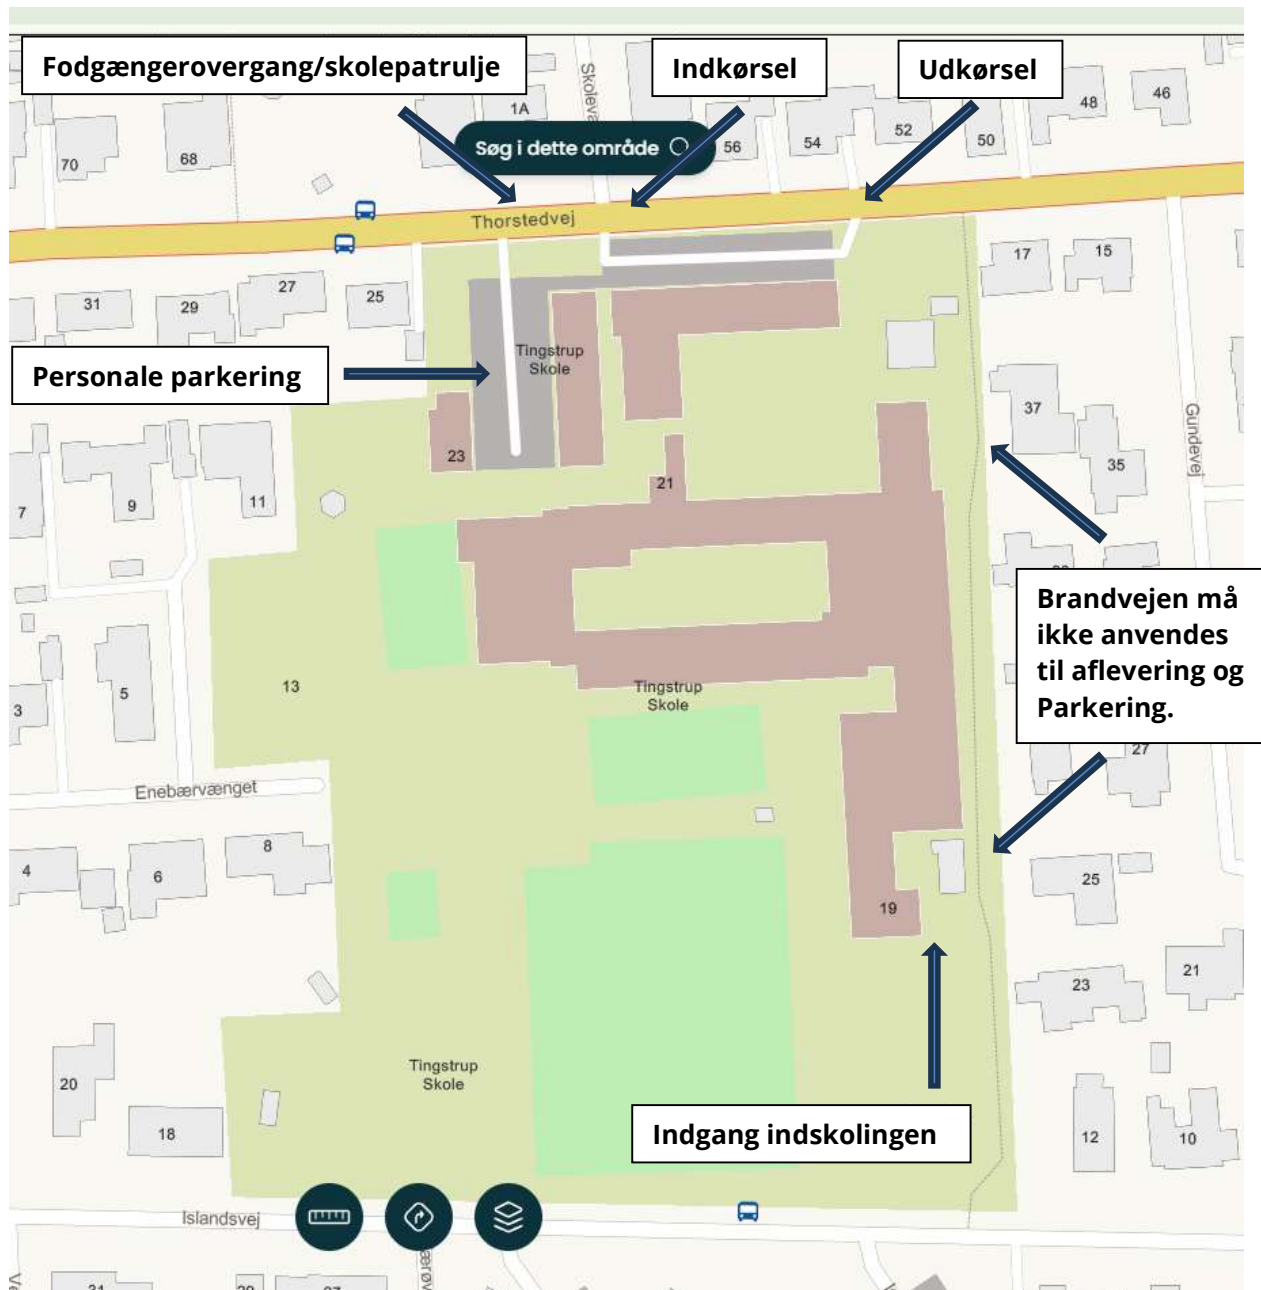 Fodgængerovergang/skolepatrulje
Indkørsel
Udkørsel
Skoleva
1A
46
48
50
52
54
56
70
68
Søg i dette område
Thorstedvej
31
29
27
25
17
15
Personale parkering
Tingstrup
Skole
23
21
37
35
Gundevej
7
9
11
Brandvejen må
ikke anvendes
til aflevering og
Parkering.
13
5
3
Tingstrup
Skole
27
Enebærvænget
4
6
8
19
25
23
21
20
18
Tingstrup
Skole
Indgang indskolingen
12
10
Islandsvej
ærøv